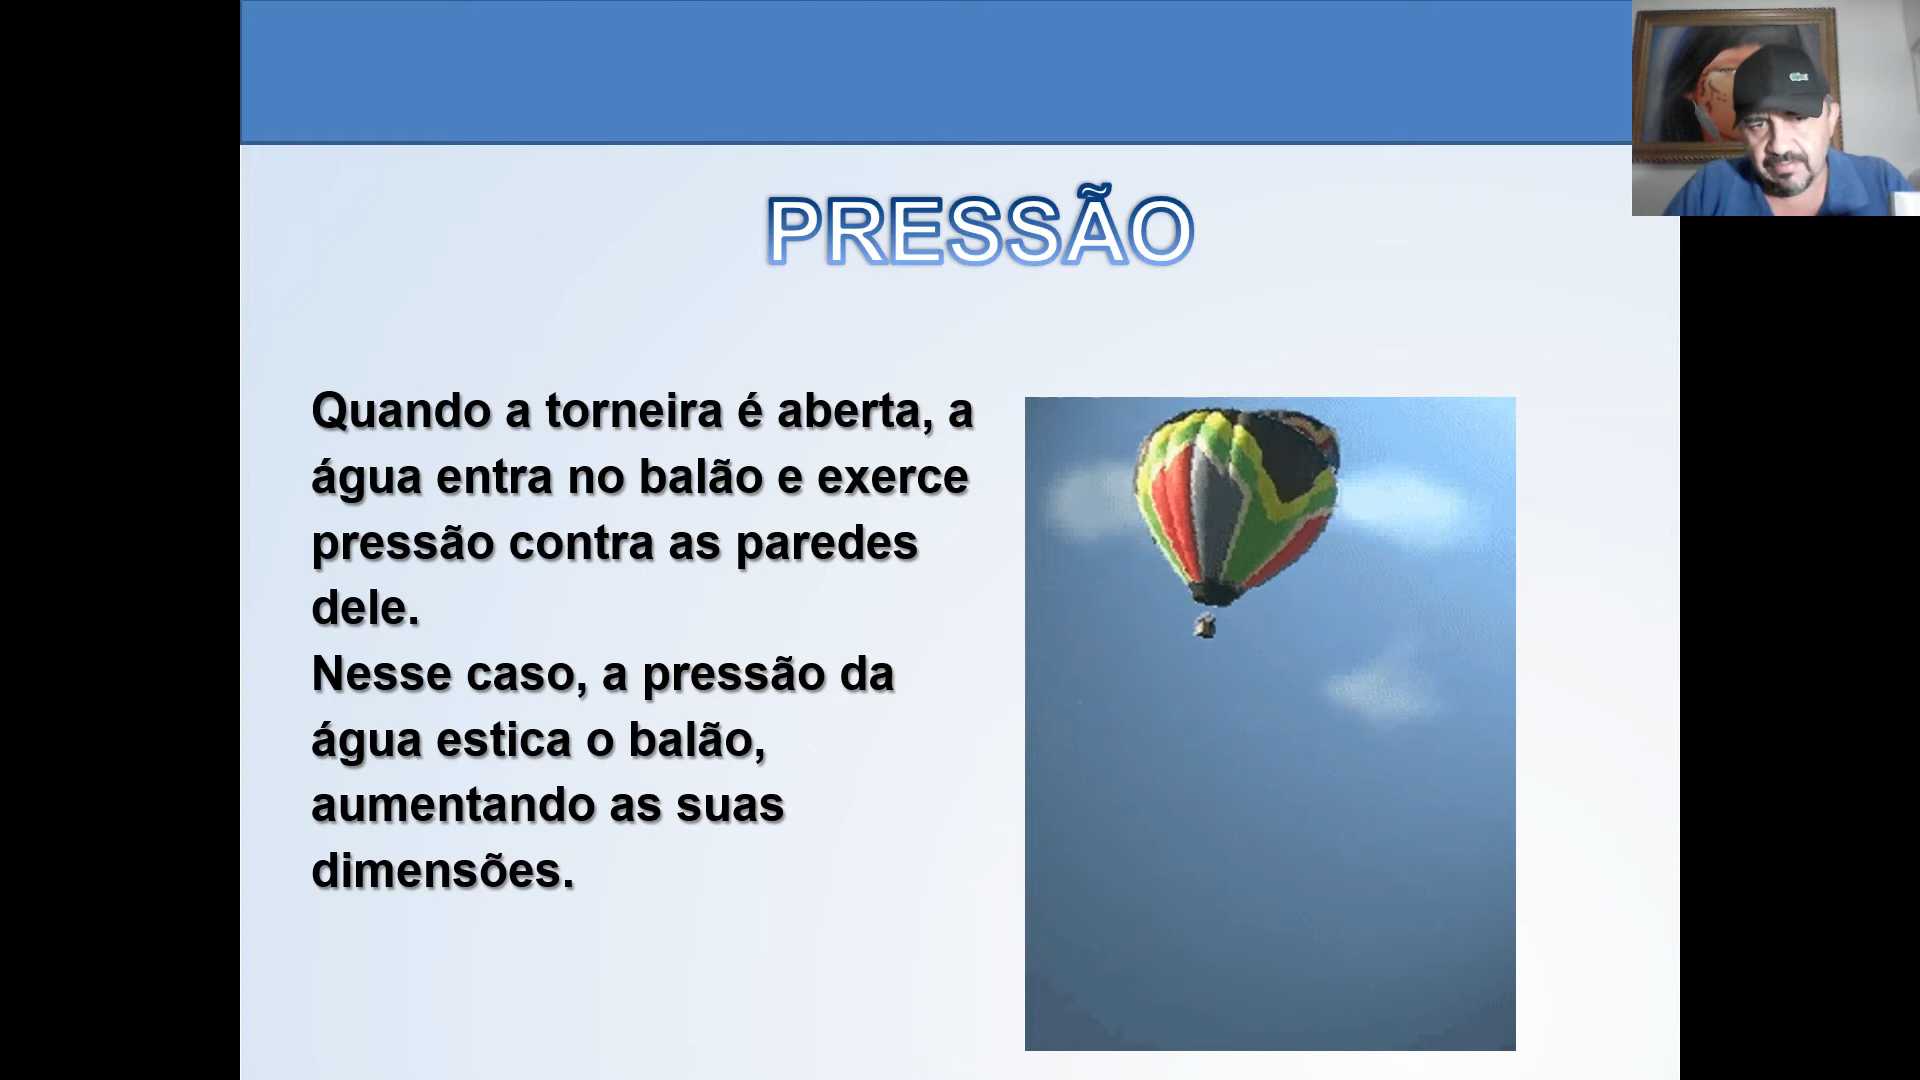 PRESSÃO
Quando a torneira é aberta, a
água entra no balão e exerce
pressão contra as paredes
dele.
Nesse caso, a pressão da
água estica o balão,
aumentando as suas
dimensões.